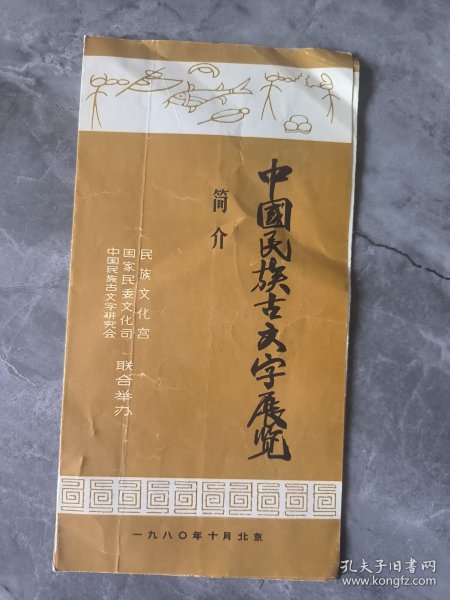 中國民族古文字展览
简介
民族文化宫
国家民委文化司
中国民族古文字研究会
联合举办
一九八〇年十月北京
孔夫子旧书网
www.kongfz.com